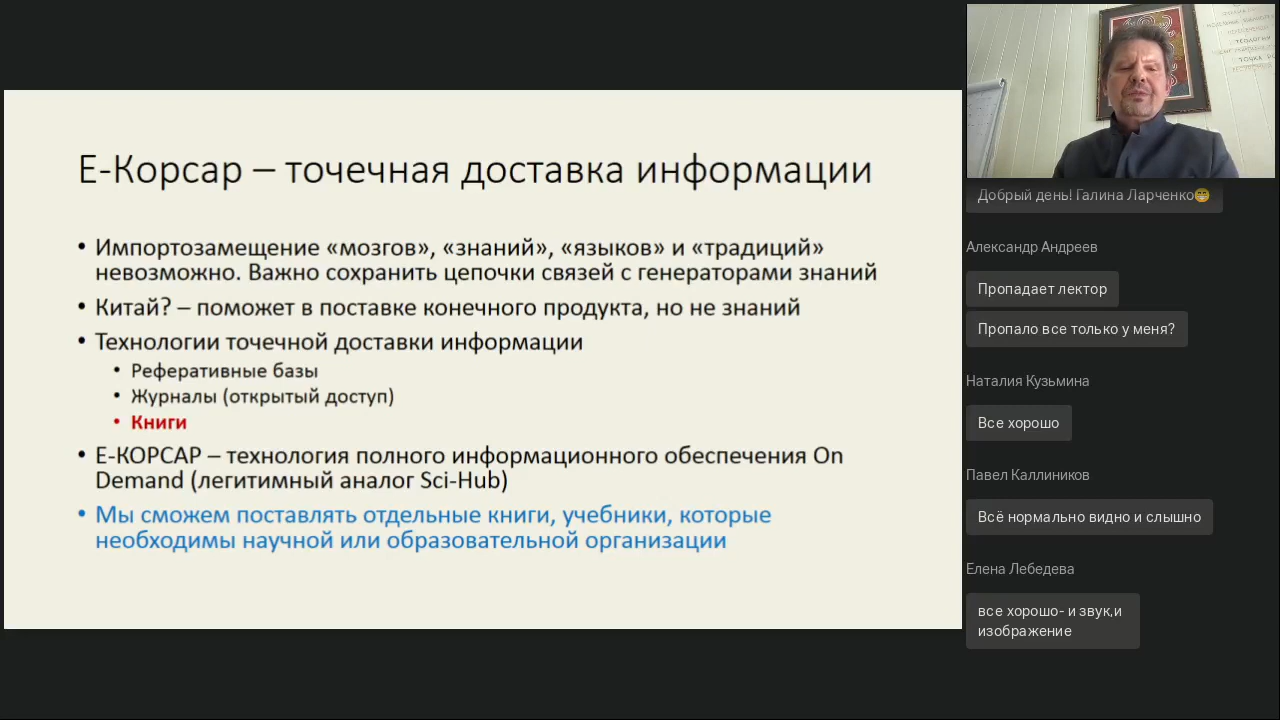 Е-Корсар – точечная доставка информации
• Импортозамещение «мозгов», «знаний», «языков» и «традиций»
невозможно. Важно сохранить цепочки связей с генераторами знаний
• Китай? – поможет в поставке конечного продукта, но не знаний
• Технологии точечной доставки информации
• Реферативные базы
• Журналы (открытый доступ)
• Книги
• Е-КОРСАР – технология полного информационного обеспечения On
Demand (легитимный аналог Sci-Hub)
• Мы сможем поставлять отдельные книги, учебники, которые
необходимы научной или образовательной организации
Добрый день! Галина Ларченко😁
Александр Андреев
Пропадает лектор
Пропало все только у меня?
Наталия Кузьмина
Все хорошо
Павел Каллиников
Всё нормально видно и слышно
Елена Лебедева
все хорошо- и звук,и
изображение